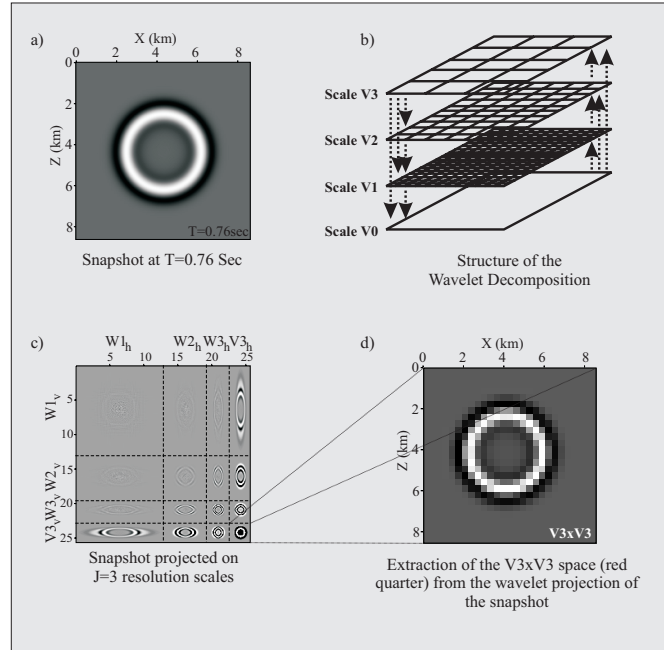 a)
X (km)
0 2 4 6 8
Z (km)
0
2
4
6
8
T=0.76sec
Snapshot at T=0.76 Sec
b)
Scale V3
Scale V2
Scale V1
Scale V0
Structure of the
Wavelet Decomposition
c)
W1h W2h W3h V3h
5 10 15 20 25
W1v
W2v
W3v
V3v
5
10
15
20
25
Snapshot projected on
J=3 resolution scales
d)
X (km)
0 2 4 6 8
Z (km)
0
2
4
6
8
V3xV3
Extraction of the V3xV3 space (red
quarter) from the wavelet projection of
the snapshot